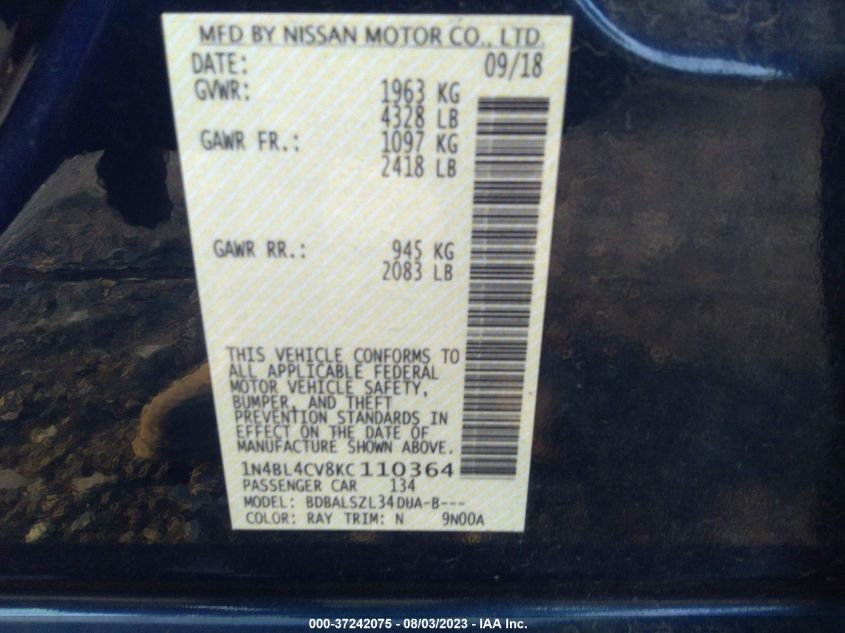 MFD BY NISSAN MOTOR CO., LTD.
DATE: 09/18
GVWR: 1963 KG
4328 LB
GAWR FR.: 1097 KG
2418 LB
GAWR RR.: 945 KG
2083 LB
THIS VEHICLE CONFORMS TO
ALL APPLICABLE FEDERAL
MOTOR VEHICLE SAFETY,
BUMPER, AND THEFT
PREVENTION STANDARDS IN
EFFECT ON THE DATE OF
MANUFACTURE SHOWN ABOVE.
1N4BL4CV8KC110364
PASSENGER CAR 134
MODEL: BDBALSZL34DUA-B---
COLOR: RAY TRIM: N 9N00A
000-37242075 - 08/03/2023 - IAA Inc.